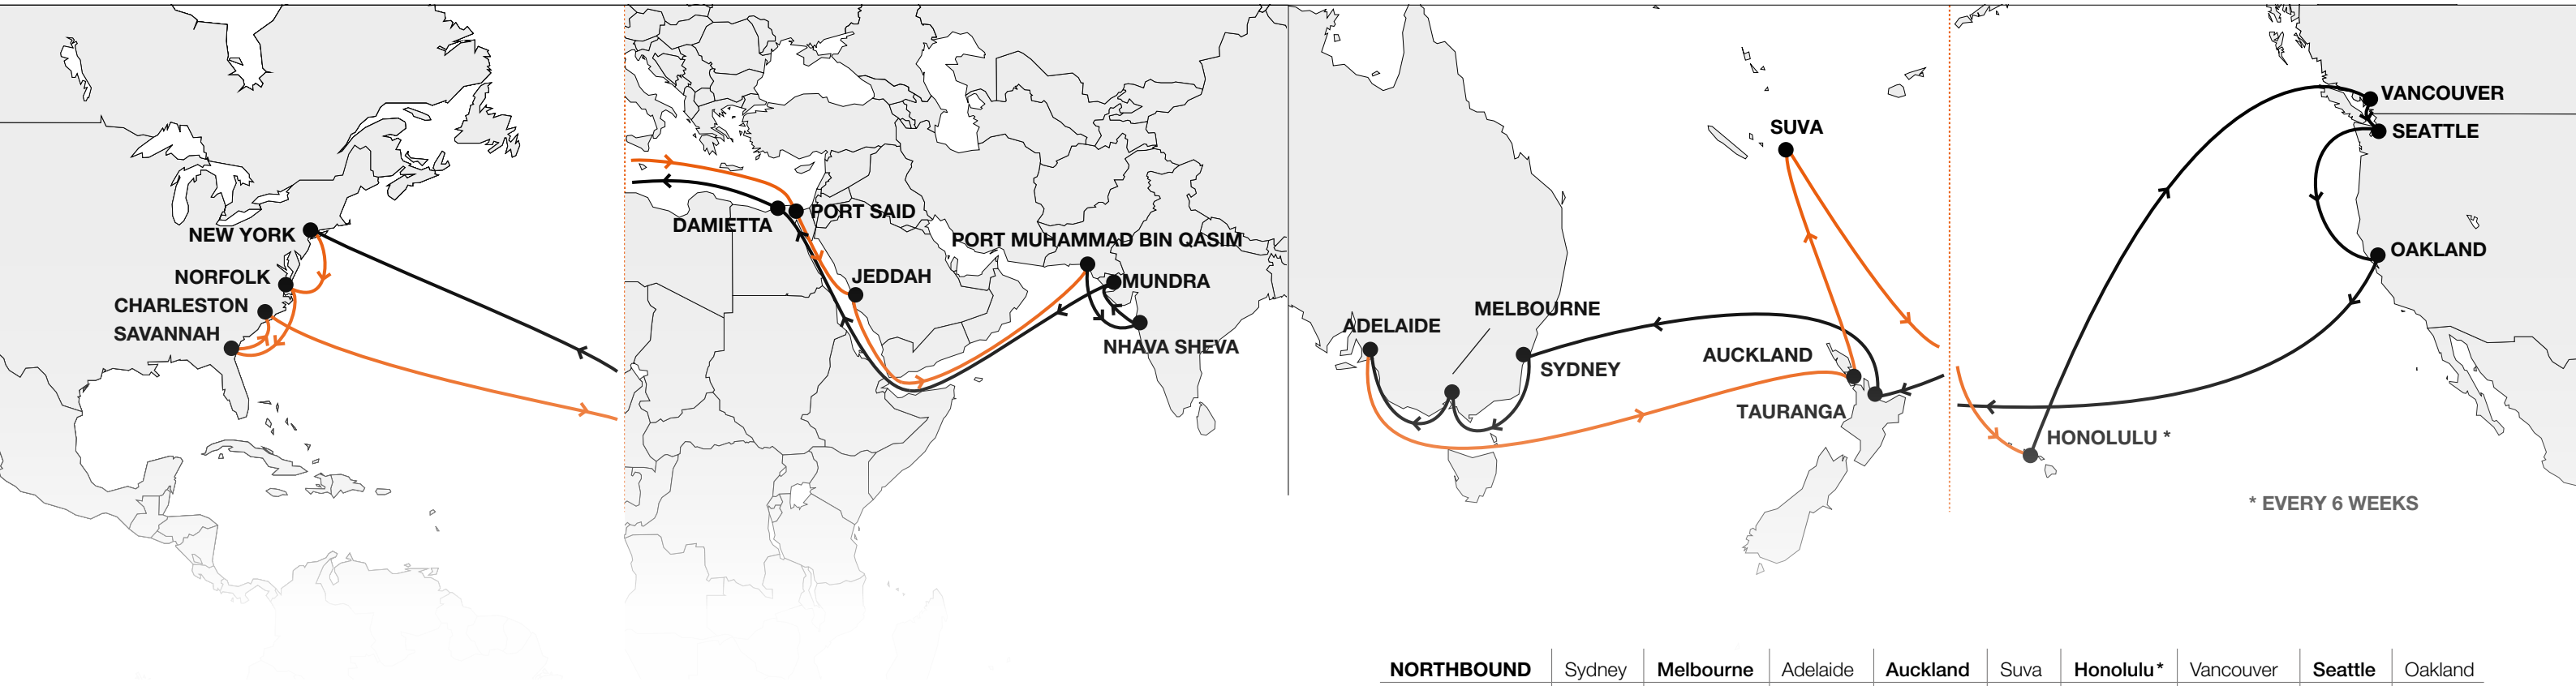 NEW YORK
NORFOLK
CHARLESTON
SAVANNAH
DAMIETTA
PORT SAID
JEDDAH
PORT MUHAMMAD BIN QASIM
MUNDRA
NHAVA SHEVA
ADELAIDE
MELBOURNE
SYDNEY
SUVA
AUCKLAND
TAURANGA
VANCOUVER
SEATTLE
OAKLAND
HONOLULU *
* EVERY 6 WEEKS
NORTHBOUND Sydney Melbourne Adelaide Auckland Suva Honolulu* Vancouver Seattle Oakland